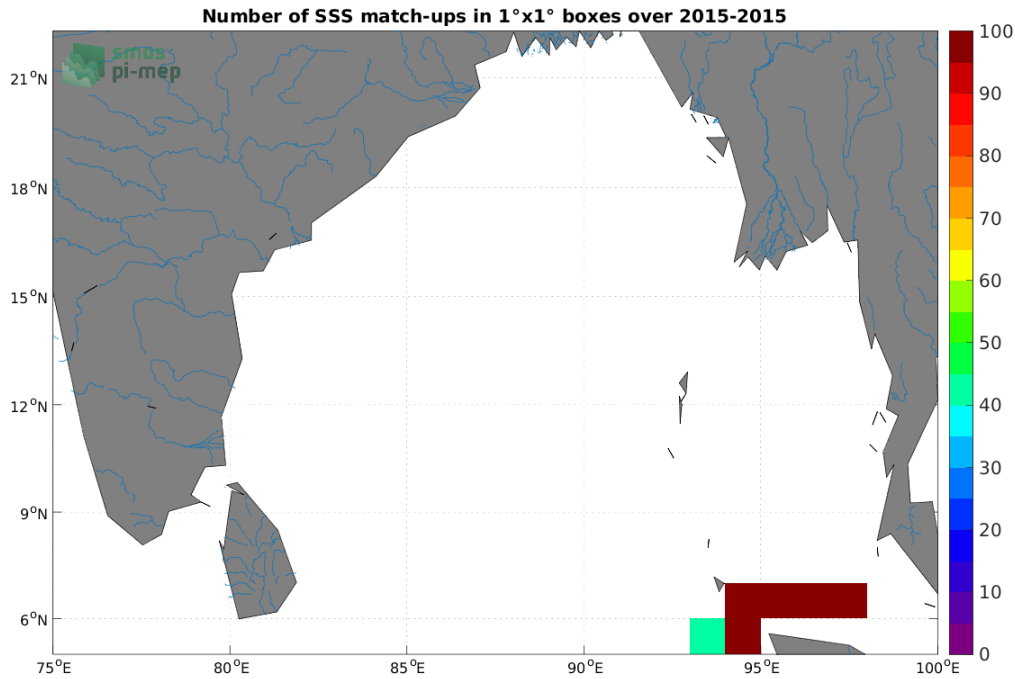 Number of SSS match-ups in 1°x1° boxes over 2015-2015
smos
pi-mep
21°N
18°N
15°N
12°N
9°N
6°N
75°E
80°E
85°E
90°E
95°E
100°E
100
90
80
70
60
50
40
30
20
10
0